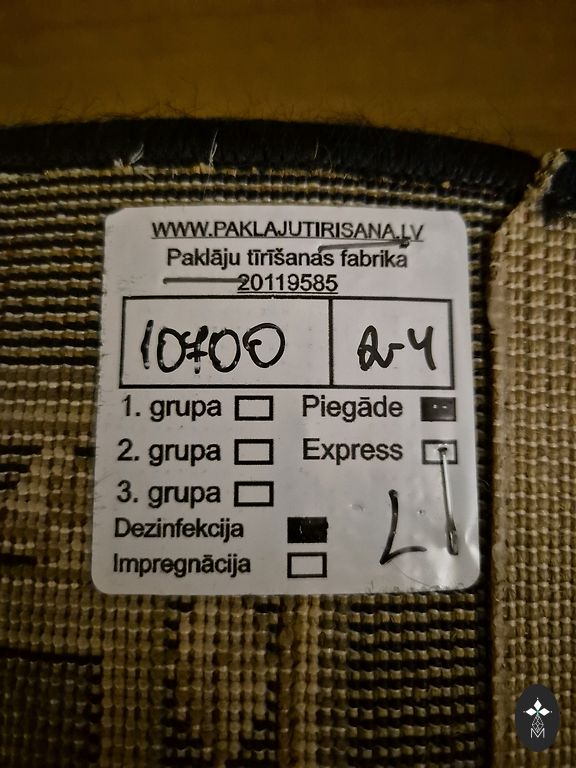 WWW.PAKLAJUTIRISANA.LV
Paklāju tīrīšanas fabrika
20119585
10700 2-4
1. grupa Piegāde
2. grupa Express
3. grupa
Dezinfekcija
Impregnācija